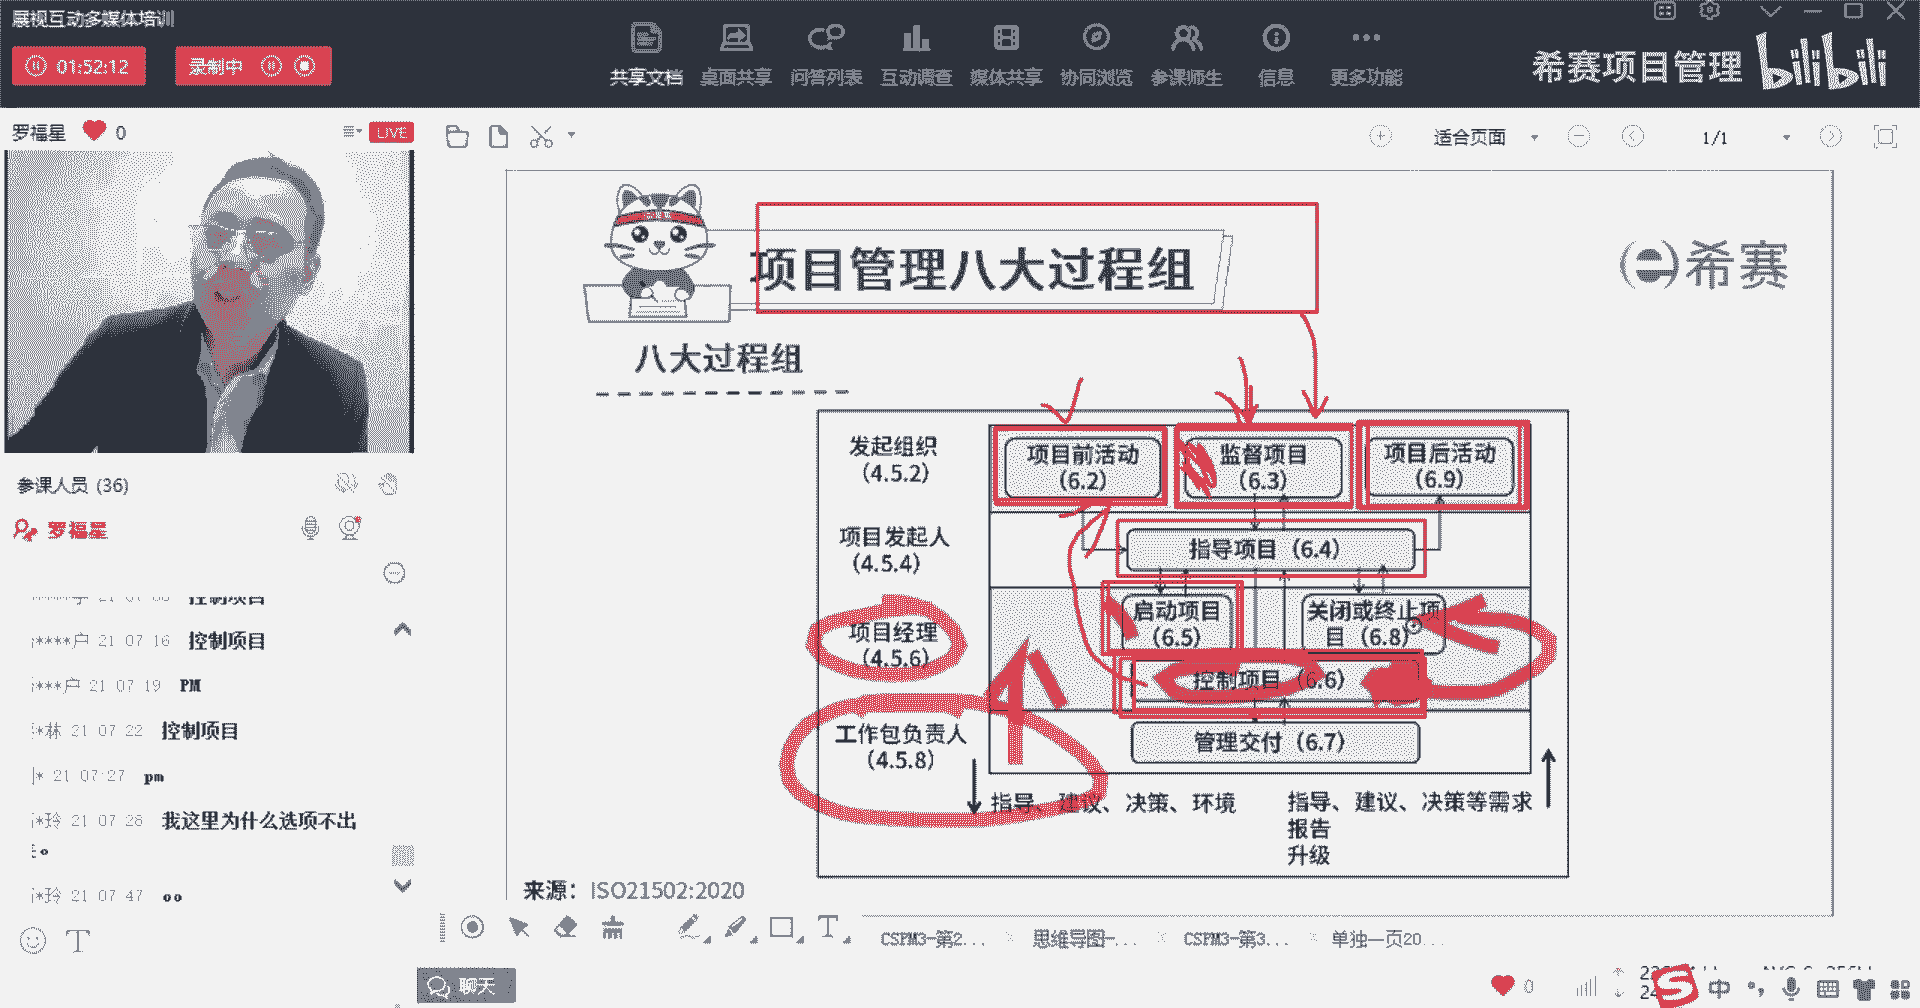 展视互动多媒体培训
01:52:12
录制中
共享文档 桌面共享 问答列表 互动调查 媒体共享 协同浏览 参课师生 信息 更多功能
希赛项目管理 bilibili
罗福星 0
LIVE
适合页面
1/1
参课人员 (36)
罗福星
控制项目
户 21 07 16 控制项目
户 21 07 19 PM
林 21 07 22 控制项目
21 07:27 pm
玲 21 07 28 我这里为什么选项不出
玲 21 07 47 oo
聊天
项目管理八大过程组
希赛
八大过程组
发起组织
(4.5.2)
项目前活动
(6.2)
监督项目
(6.3)
项目后活动
(6.9)
项目发起人
(4.5.4)
指导项目（6.4）
项目经理
(4.5.6)
启动项目
(6.5)
关闭或终止项
目（6.8）
控制项目（6.6）
工作包负责人
(4.5.8)
管理交付（6.7）
指导、建议、决策、环境
指导、建议、决策等需求
报告
升级
来源：ISO21502:2020
CSPM3-第2... 思维导图-... CSPM3-第3... 单独一页20...
0
中